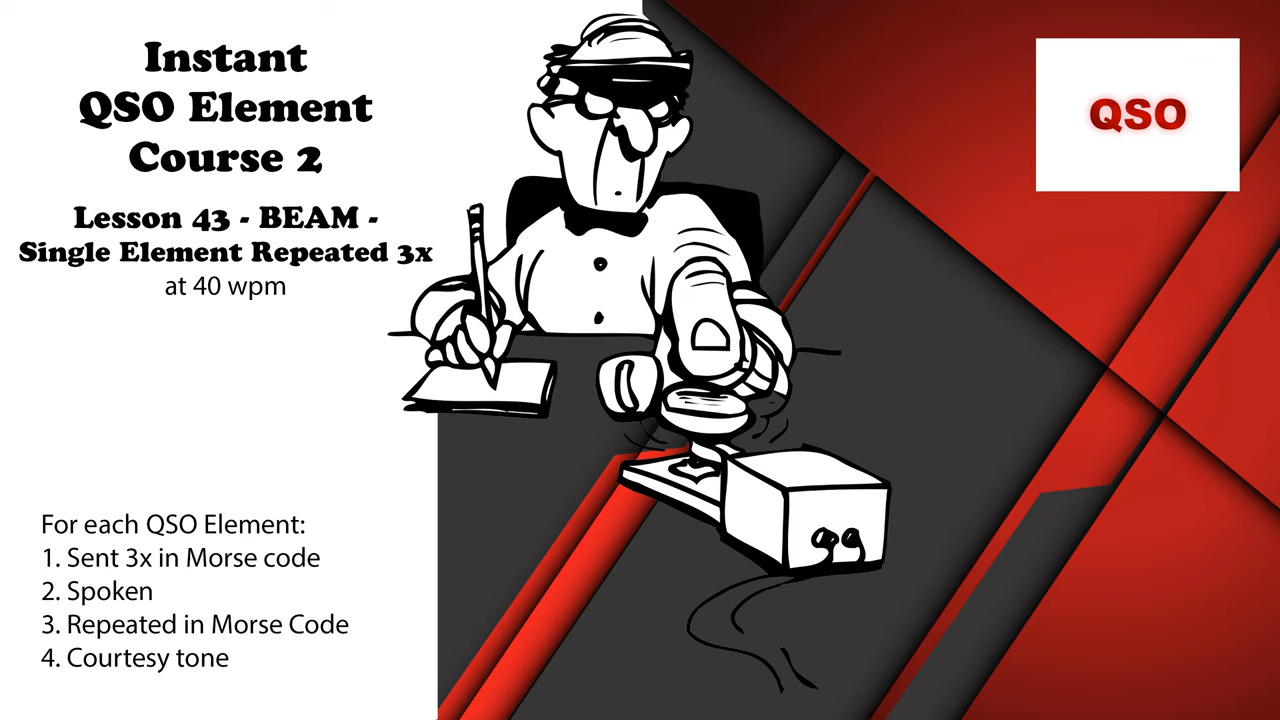 Instant
QSO Element
Course 2
Lesson 43 - BEAM -
Single Element Repeated 3x
at 40 wpm
QSO
For each QSO Element:
1. Sent 3x in Morse code
2. Spoken
3. Repeated in Morse Code
4. Courtesy tone